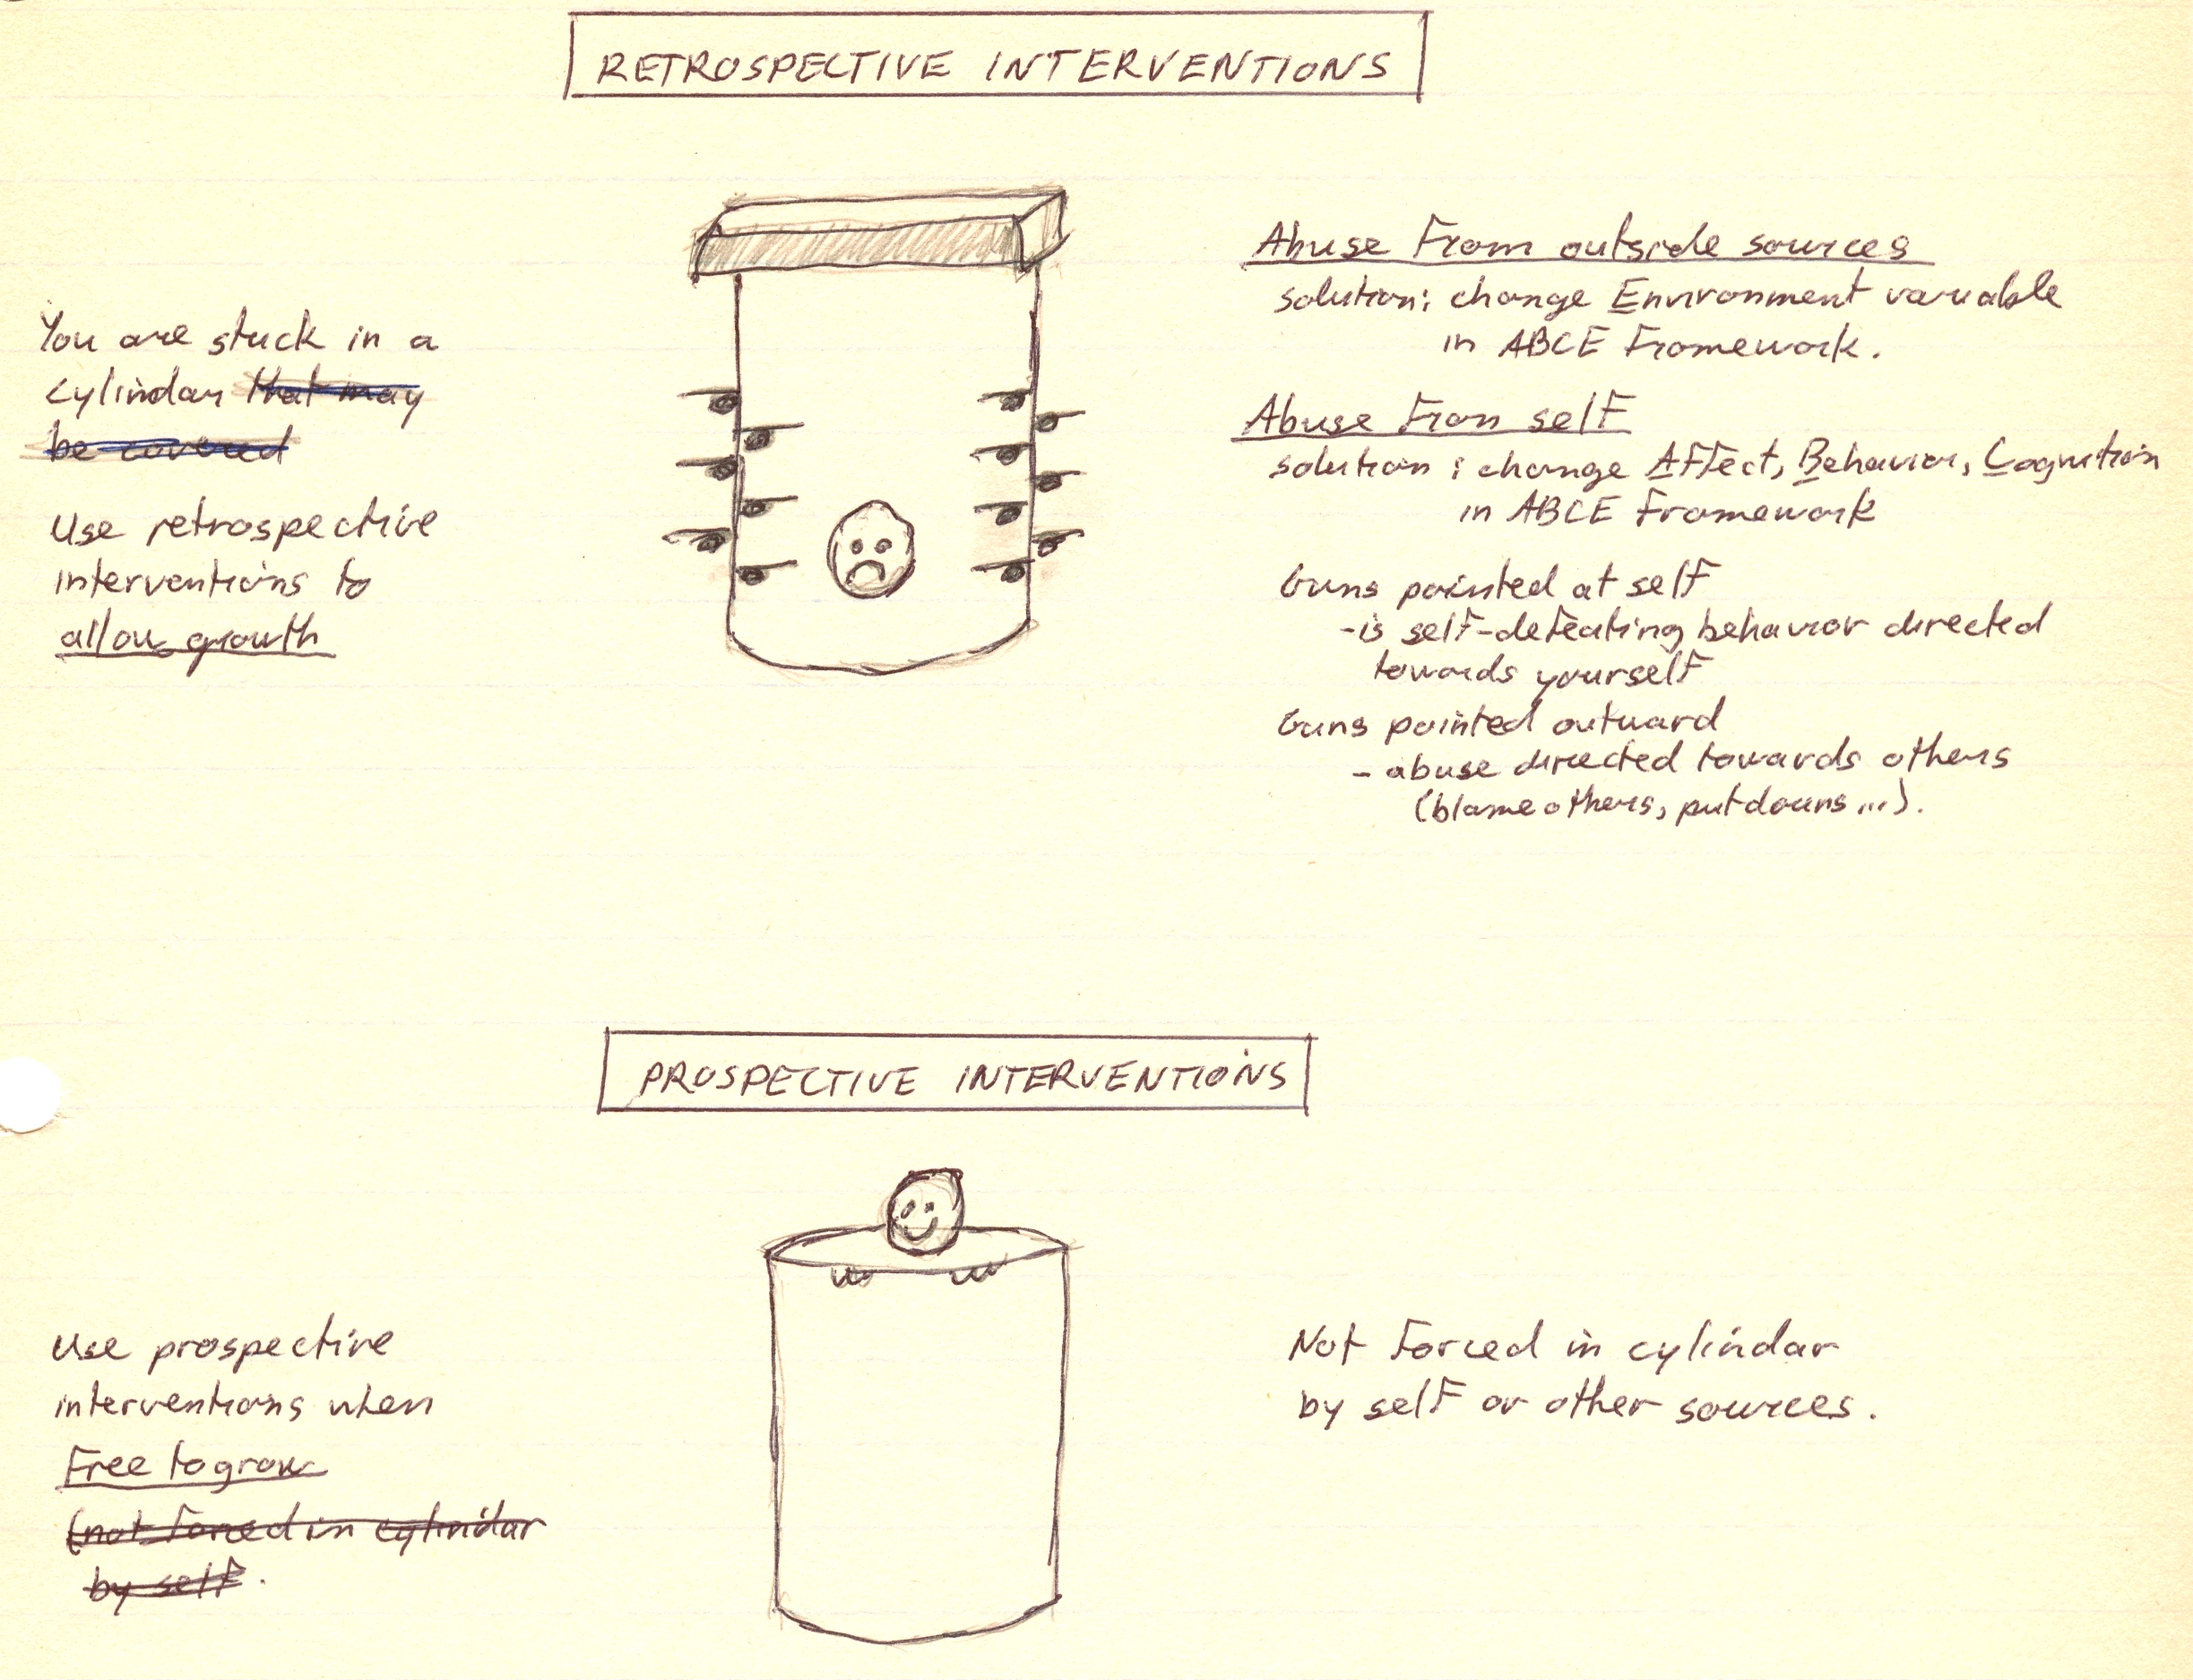 RETROSPECTIVE INTERVENTIONS
You are stuck in a
cylindar that may
be covered
Use retrospective
interventions to
allow growth
Abuse from outside sources
solution: change Environment variable
in ABCE Framework.
Abuse from self
solution: change Affect, Behavior, Cognition
in ABCE Framework
Guns pointed at self
-is self-defeating behavior directed
towards yourself
Guns pointed outward
- abuse directed towards others
(blame others, putdowns...).
PROSPECTIVE INTERVENTIONS
Use prospective
interventions when
Free to grow
(not forced in cylindar
by self.
Not forced in cylindar
by self or other sources.